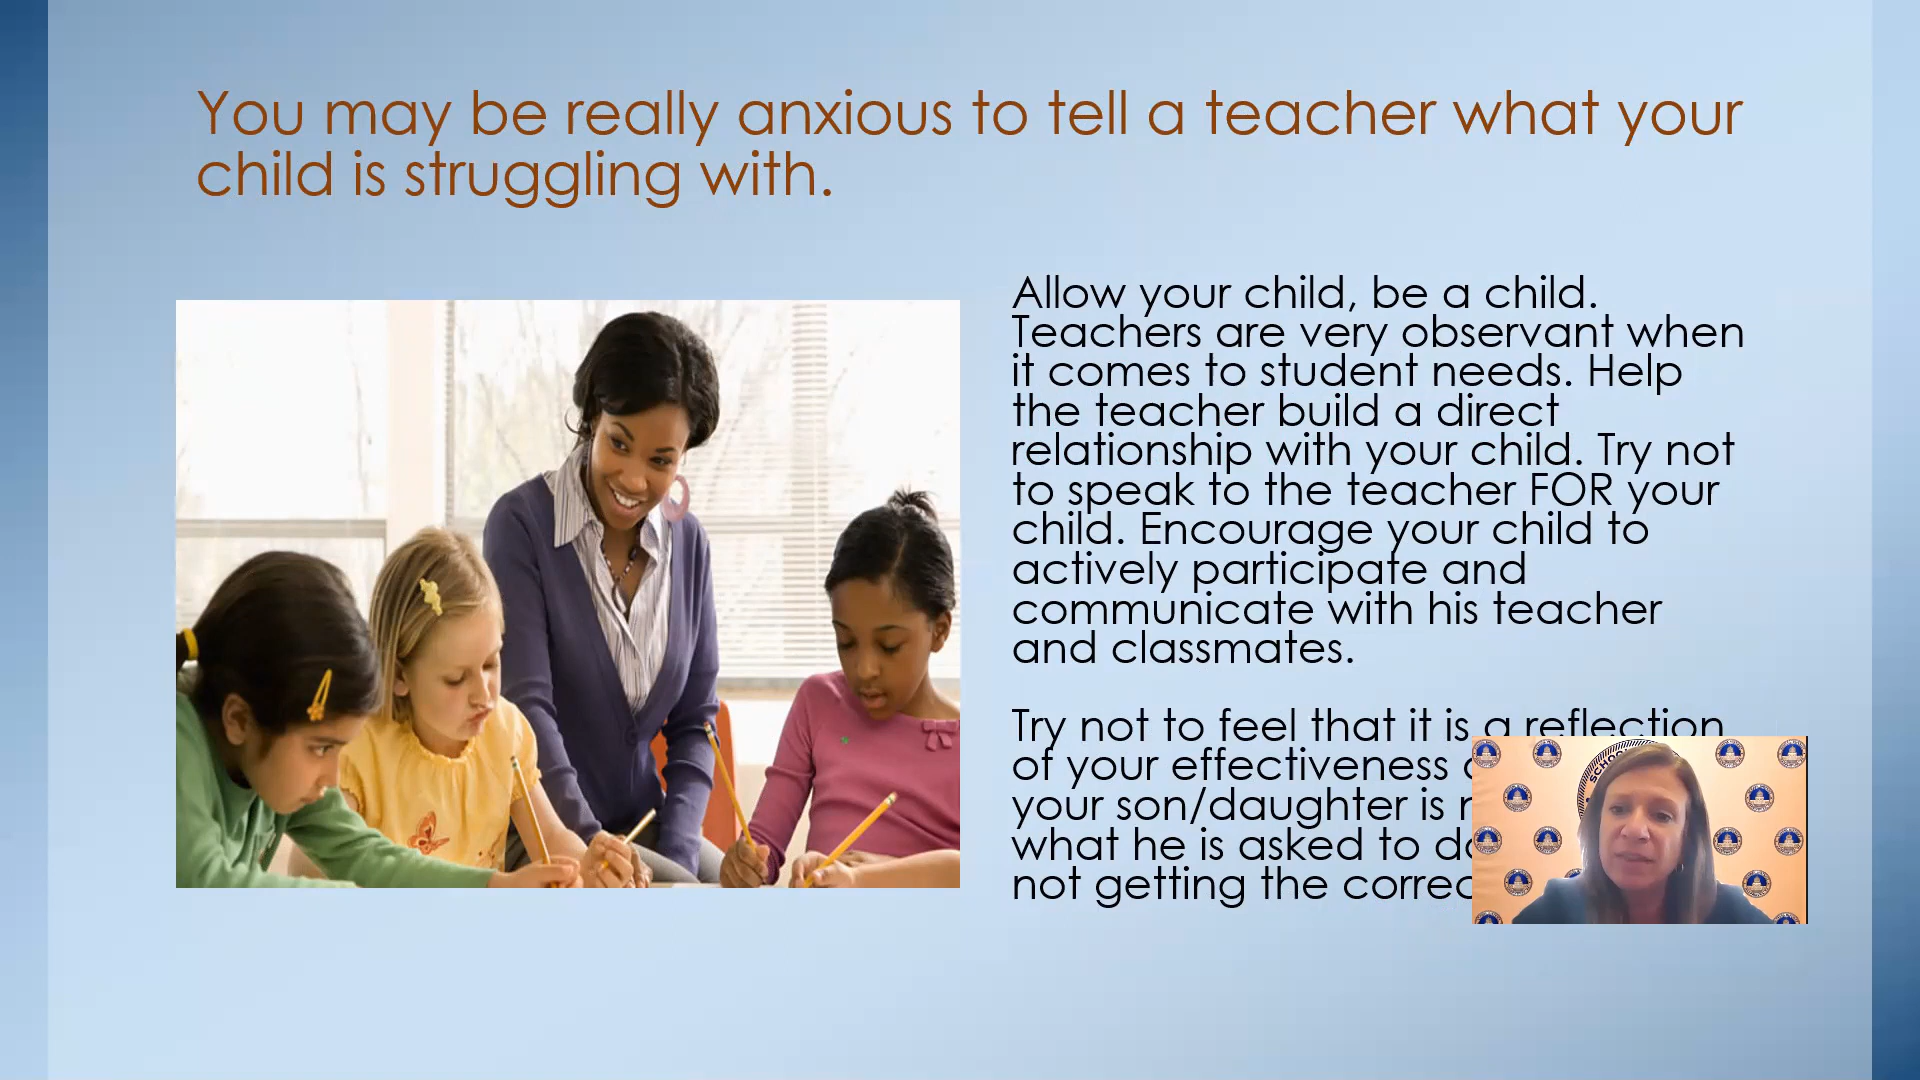 You may be really anxious to tell a teacher what your
child is struggling with.
Allow your child, be a child.
Teachers are very observant when
it comes to student needs. Help
the teacher build a direct
relationship with your child. Try not
to speak to the teacher FOR your
child. Encourage your child to
actively participate and
communicate with his teacher
and classmates.
Try not to feel that it is a reflection
of your effectiveness
your son/daughter is
what he is asked to
not getting the
SCHOO